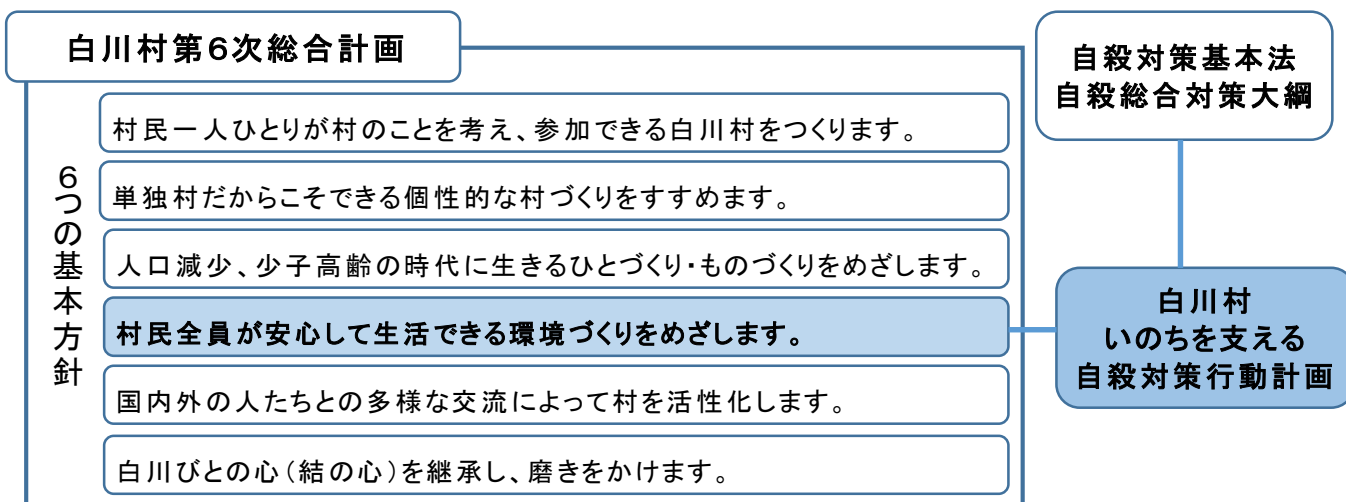 白川村第6次総合計画
6つの基本方針
村民一人ひとりが村のことを考え、参加できる白川村をつくります。
単独村だからこそできる個性的な村づくりをすすめます。
人口減少、少子高齢の時代に生きるひとづくり・ものづくりをめざします。
村民全員が安心して生活できる環境づくりをめざします。
国内外の人たちとの多様な交流によって村を活性化します。
白川びとの心(結の心)を継承し、磨きをかけます。
自殺対策基本法
自殺総合対策大綱
白川村
いのちを支える
自殺対策行動計画